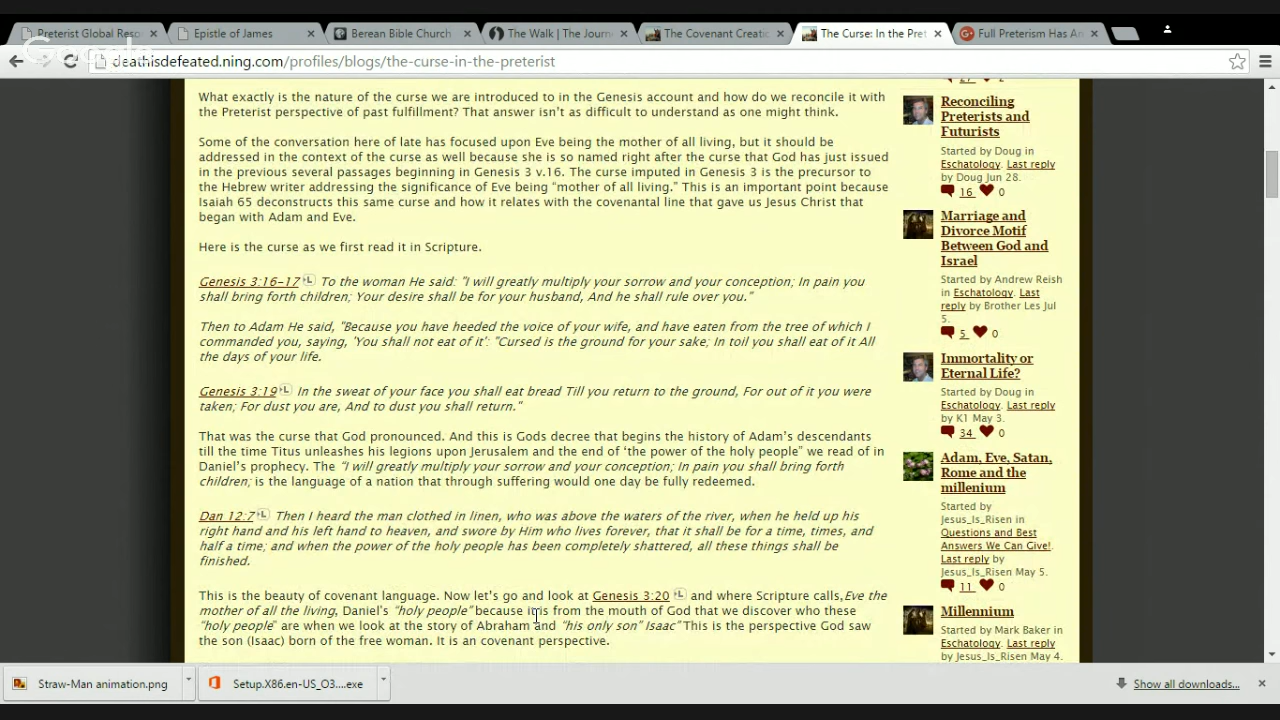 Preterist Global Reso
Epistle of James
Berean Bible Church
The Walk | The Journ
The Covenant Creatio
The Curse: In the Pret
Full Preterism Has An
deathisdefeated.ning.com/profiles/blogs/the-curse-in-the-preterist
What exactly is the nature of the curse we are introduced to in the Genesis account and how do we reconcile it with
the Preterist perspective of past fulfillment? That answer isn't as difficult to understand as one might think.
Some of the conversation here of late has focused upon Eve being the mother of all living, but it should be
addressed in the context of the curse as well because she is so named right after the curse that God has just issued
in the previous several passages beginning in Genesis 3 v.16. The curse imputed in Genesis 3 is the precursor to
the Hebrew writer addressing the significance of Eve being "mother of all living." This is an important point because
Isaiah 65 deconstructs this same curse and how it relates with the covenantal line that gave us Jesus Christ that
began with Adam and Eve.
Here is the curse as we first read it in Scripture.
Genesis 3:16-17 To the woman He said: "I will greatly multiply your sorrow and your conception; In pain you
shall bring forth children; Your desire shall be for your husband, And he shall rule over you."
Then to Adam He said, "Because you have heeded the voice of your wife, and have eaten from the tree of which I
commanded you, saying, 'You shall not eat of it': "Cursed is the ground for your sake; In toil you shall eat of it All
the days of your life.
Genesis 3:19 In the sweat of your face you shall eat bread Till you return to the ground, For out of it you were
taken; For dust you are, And to dust you shall return."
That was the curse that God pronounced. And this is Gods decree that begins the history of Adam's descendants
till the time Titus unleashes his legions upon Jerusalem and the end of 'the power of the holy people" we read of in
Daniel's prophecy. The "I will greatly multiply your sorrow and your conception; In pain you shall bring forth
children; is the language of a nation that through suffering would one day be fully redeemed.
Dan 12:7 Then I heard the man clothed in linen, who was above the waters of the river, when he held up his
right hand and his left hand to heaven, and swore by Him who lives forever, that it shall be for a time, times, and
half a time; and when the power of the holy people has been completely shattered, all these things shall be
finished.
This is the beauty of covenant language. Now let's go and look at Genesis 3:20 and where Scripture calls,Eve the
mother of all the living, Daniel's "holy people" because it is from the mouth of God that we discover who these
"holy people" are when we look at the story of Abraham and "his only son" Isaac" This is the perspective God saw
the son (Isaac) born of the free woman. It is an covenant perspective.
27 2
Reconciling
Preterists and
Futurists
Started by Doug in
Eschatology. Last reply
by Doug Jun 28.
16 0
Marriage and
Divorce Motif
Between God and
Israel
Started by Andrew Reish
in Eschatology. Last
reply by Brother Les Jul
5.
5 0
Immortality or
Eternal Life?
Started by Doug in
Eschatology. Last reply
by K1 May 3.
34 0
Adam, Eve, Satan,
Rome and the
millenium
Started by
Jesus_Is_Risen in
Questions and Best
Answers We Can Give!.
Last reply by
Jesus_Is_Risen May 5.
11 0
Millennium
Started by Mark Baker
in Eschatology. Last reply
by Jesus_Is_Risen May 4.
Straw-Man animation.png
Setup.X86.en-US_O3....exe
Show all downloads...